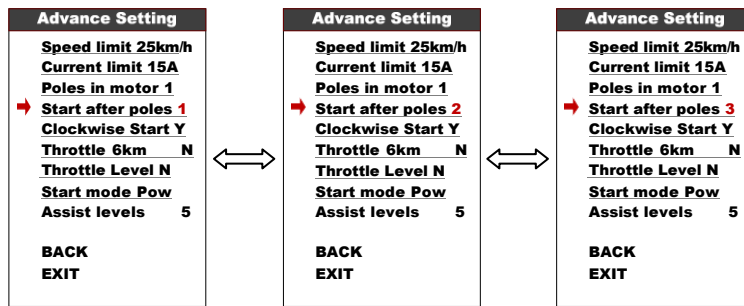 Advance Setting
Speed limit 25km/h
Current limit 15A
Poles in motor 1
Start after poles 1
Clockwise Start Y
Throttle 6km N
Throttle Level N
Start mode Pow
Assist levels 5
BACK
EXIT
Advance Setting
Speed limit 25km/h
Current limit 15A
Poles in motor 1
Start after poles 2
Clockwise Start Y
Throttle 6km N
Throttle Level N
Start mode Pow
Assist levels 5
BACK
EXIT
Advance Setting
Speed limit 25km/h
Current limit 15A
Poles in motor 1
Start after poles 3
Clockwise Start Y
Throttle 6km N
Throttle Level N
Start mode Pow
Assist levels 5
BACK
EXIT